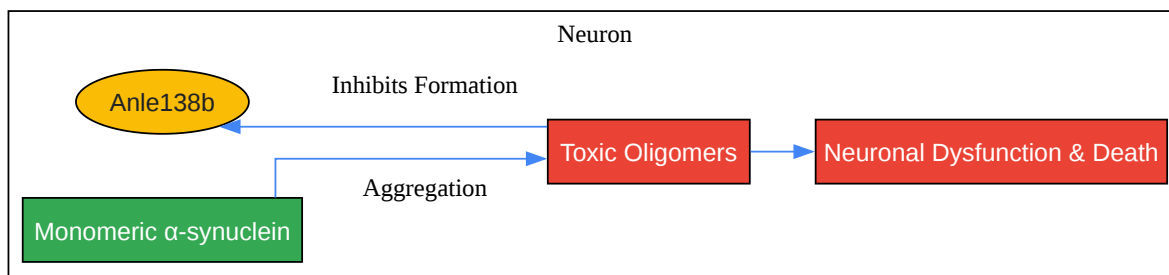 Neuron
Anle138b
Inhibits Formation
Toxic Oligomers
Neuronal Dysfunction & Death
Aggregation
Monomeric α-synuclein